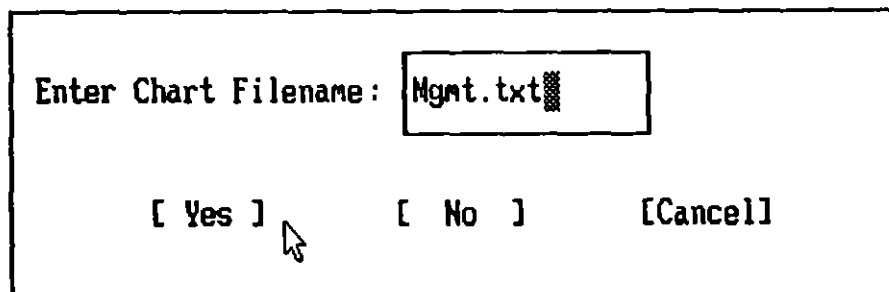 Enter Chart Filename: Mgmt.txt
[ Yes ] [ No ] [Cancel]